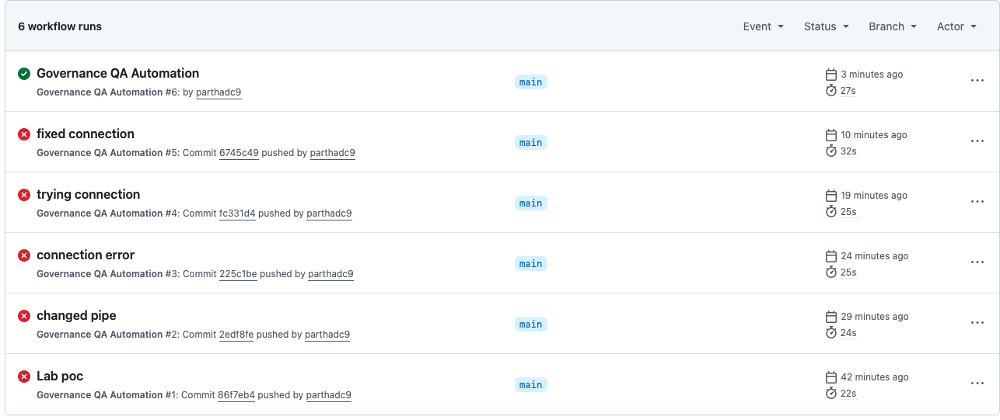 6 workflow runs
Event Status Branch Actor
Governance QA Automation
Governance QA Automation #6: by parthadc9
main
3 minutes ago
27s
fixed connection
Governance QA Automation #5: Commit 6745c49 pushed by parthadc9
main
10 minutes ago
32s
trying connection
Governance QA Automation #4: Commit fc331d4 pushed by parthadc9
main
19 minutes ago
25s
connection error
Governance QA Automation #3: Commit 225c1be pushed by parthadc9
main
24 minutes ago
25s
changed pipe
Governance QA Automation #2: Commit 2edf8fe pushed by parthadc9
main
29 minutes ago
24s
Lab poc
Governance QA Automation #1: Commit 86f7eb4 pushed by parthadc9
main
42 minutes ago
22s